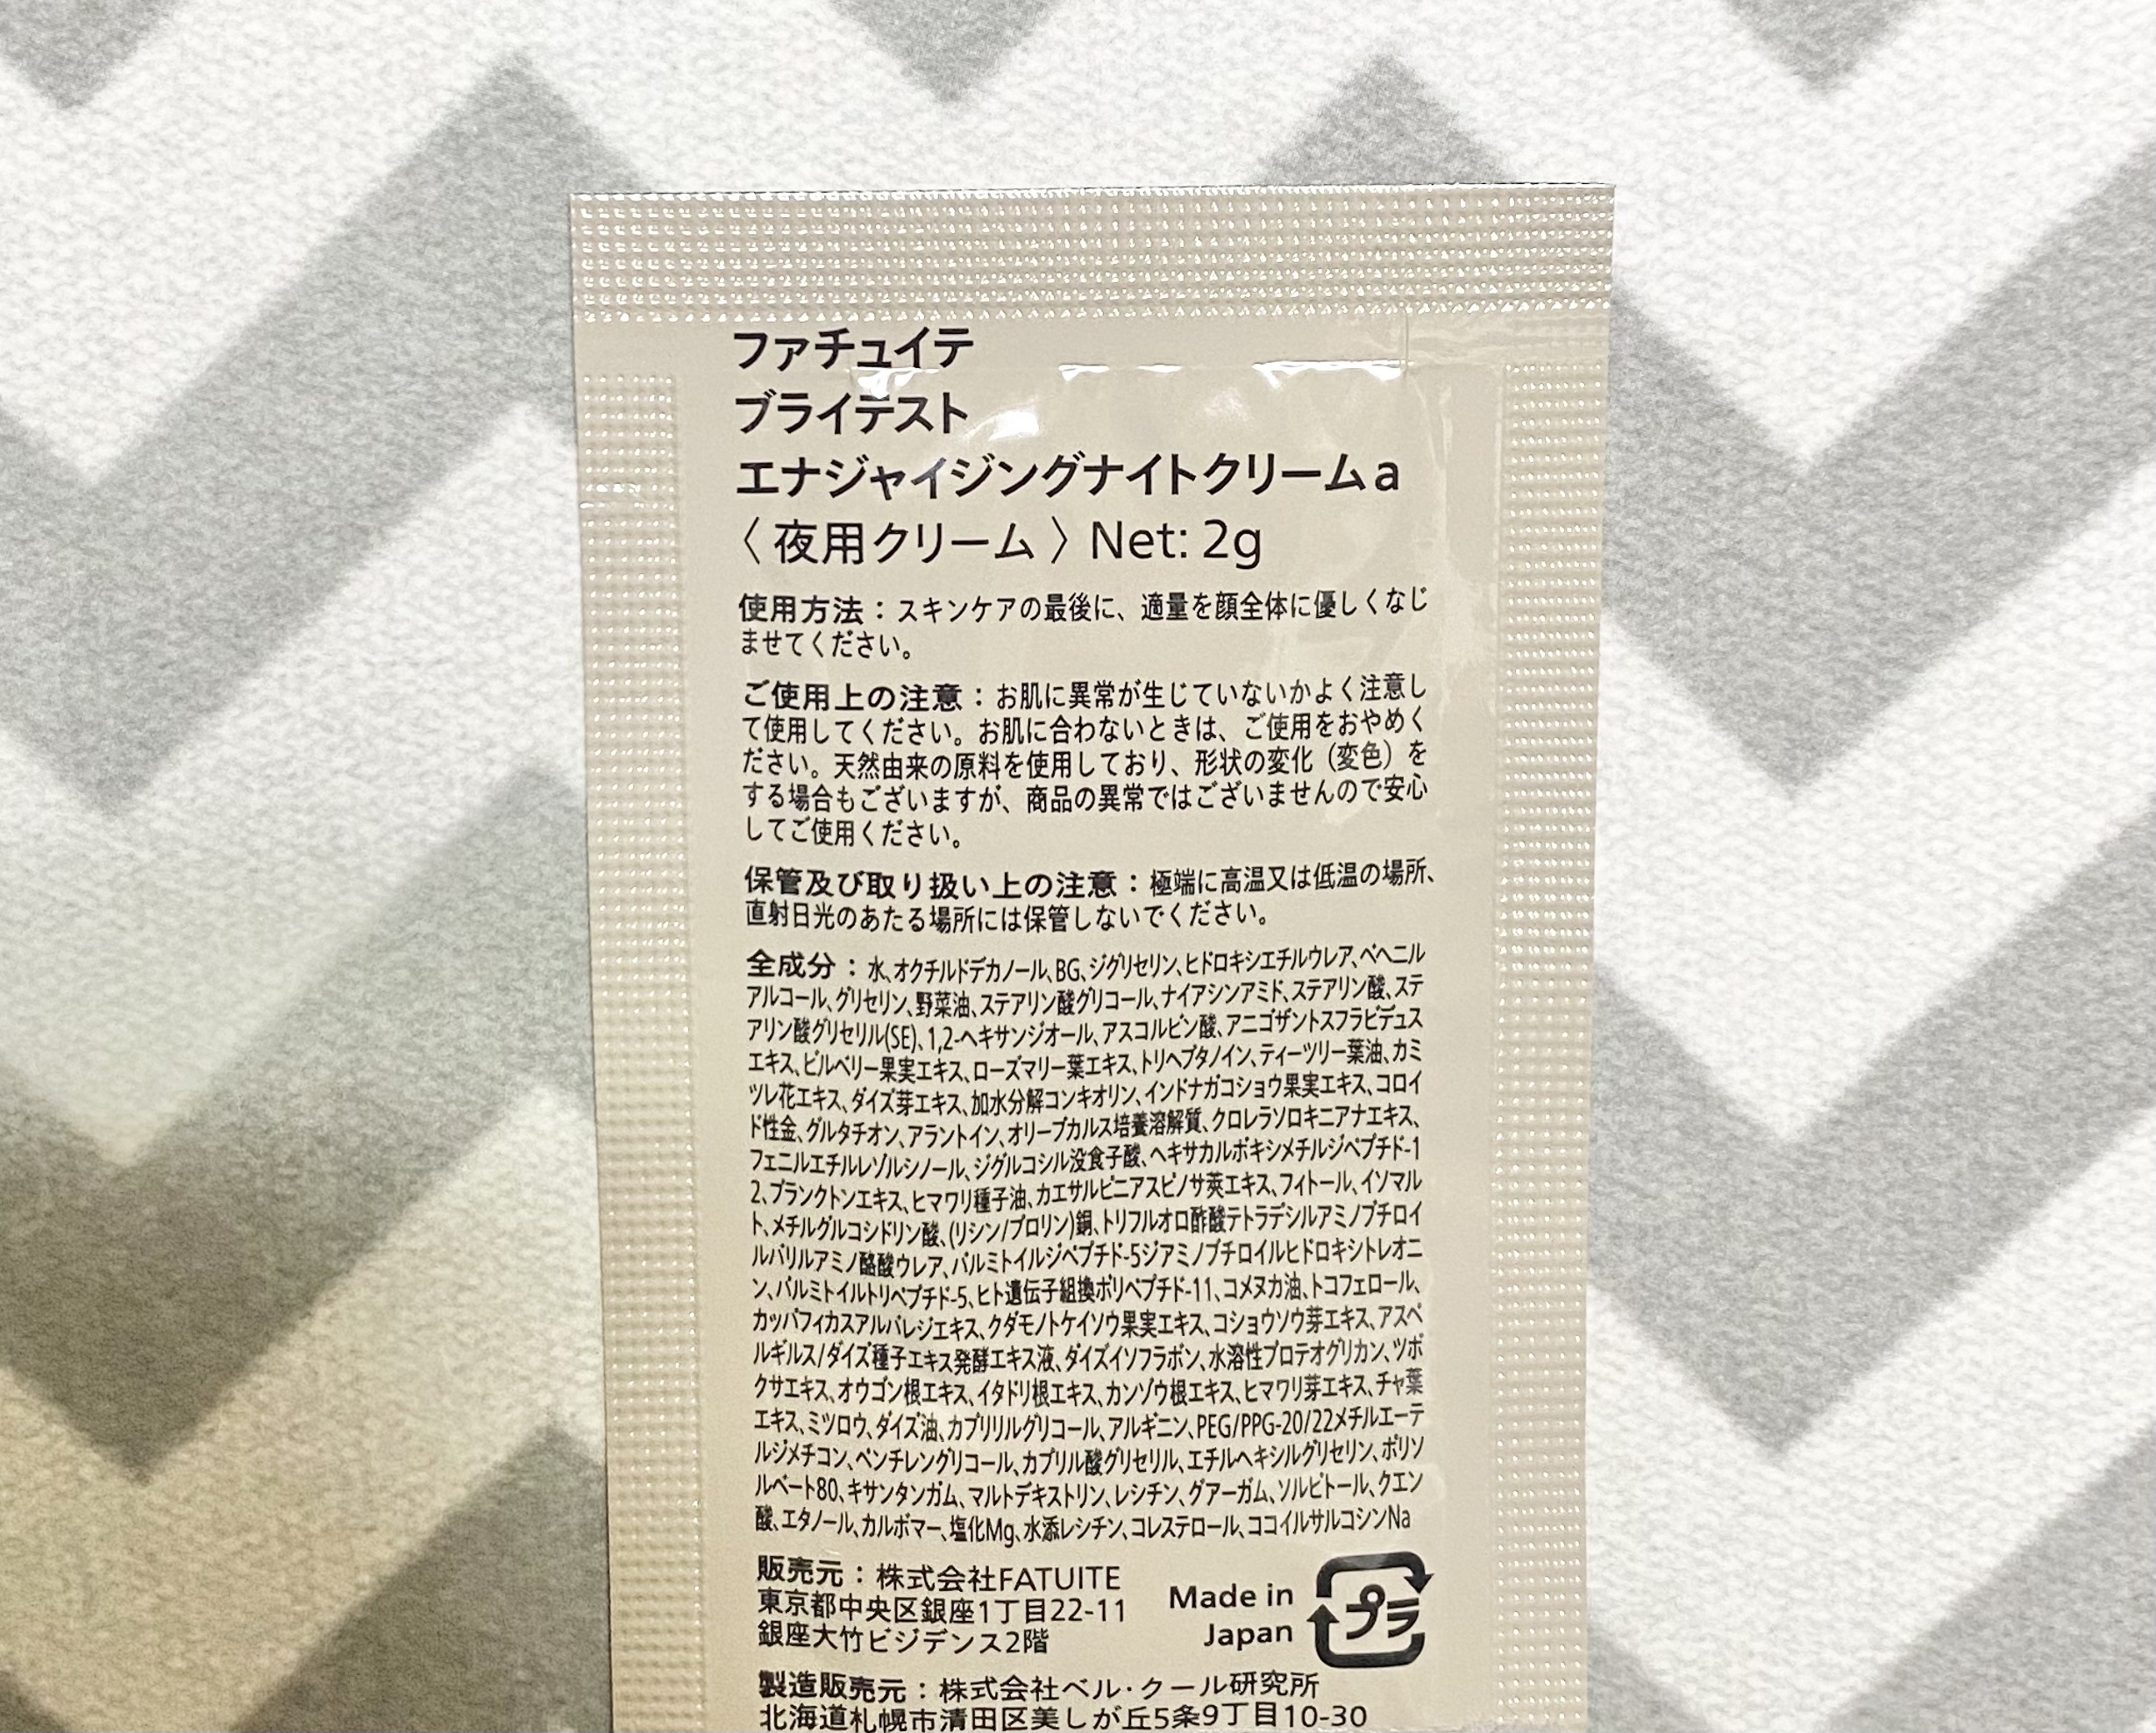 ファチュイテ
ブライテスト
エナジャイジングナイトクリームa
〈夜用クリーム〉Net: 2g
使用方法：スキンケアの最後に、適量を顔全体に優しくなじ
ませてください。
ご使用上の注意：お肌に異常が生じていないかよく注意し
て使用してください。お肌に合わないときは、ご使用をおやめく
ださい。天然由来の原料を使用しており、形状の変化（変色）を
する場合もございますが、商品の異常ではございませんので安心
してご使用ください。
保管及び取り扱い上の注意：極端に高温又は低温の場所、
直射日光のあたる場所には保管しないでください。
全成分：水、オクチルドデカノール、BG、ジグリセリン、ヒドロキシエチルウレア、ベヘニル
アルコール、グリセリン、野菜油、ステアリン酸グリコール、ナイアシンアミド、ステアリン酸、ステ
アリン酸グリセリル(SE)、1,2-ヘキサンジオール、アスコルビン酸、アニゴザントスフラビデュス
エキス、ビルベリー果実エキス、ローズマリー葉エキス、トリヘプタノイン、ティーツリー葉油、カミ
ツレ花エキス、ダイズ芽エキス、加水分解コンキオリン、インドナガコショウ果実エキス、コロイ
ド性金、グルタチオン、アラントイン、オリーブカルス培養溶解質、クロレラソロキニアナエキス、
フェニルエチルレゾルシノール、ジグルコシル没食子酸、ヘキサカルボキシメチルジペプチド-1
2、プランクトンエキス、ヒマワリ種子油、カエサルピニアスピノサ莢エキス、フィトール、イソマル
ト、メチルグルコシドリン酸、(リシン/プロリン)銅、トリフルオロ酢酸テトラデシルアミノブチロイ
ルバリルアミノ酪酸ウレア、パルミトイルジペプチド-5ジアミノブチロイルヒドロキシトレオニ
ン、パルミトイルトリペプチド-5、ヒト遺伝子組換ポリペプチド-11、コメヌカ油、トコフェロール、
カッパフィカスアルバレジエキス、クダモノトケイソウ果実エキス、コショウソウ芽エキス、アスペ
ルギルス/ダイズ種子エキス発酵エキス液、ダイズイソフラボン、水溶性プロテオグリカン、ツボ
クサエキス、オウゴン根エキス、イタドリ根エキス、カンゾウ根エキス、ヒマワリ芽エキス、チャ葉
エキス、ミツロウ、ダイズ油、カプリリルグリコール、アルギニン、PEG/PPG-20/22メチルエーテ
ルジメチコン、ペンチレングリコール、カプリル酸グリセリル、エチルヘキシルグリセリン、ポリソ
ルベート80、キサンタンガム、マルトデキストリン、レシチン、グアーガム、ソルビトール、クエン
酸、エタノール、カルボマー、塩化Mg、水添レシチン、コレステロール、ココイルサルコシンNa
販売元：株式会社FATUITE
東京都中央区銀座1丁目22-11
銀座大竹ビジデンス2階
Made in
Japan
プラ
製造販売元：株式会社ベル・クール研究所
北海道札幌市清田区美しが丘5条9丁目10-30